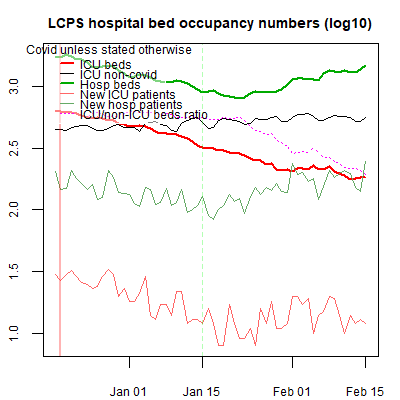 LCPS hospital bed occupancy numbers (log10)
Covid unless stated otherwise
ICU beds
ICU non-covid
Hosp beds
New ICU patients
New hosp patients
ICU/non-ICU beds ratio
3.0
2.5
2.0
1.5
1.0
Jan 01
Jan 15
Feb 01
Feb 15